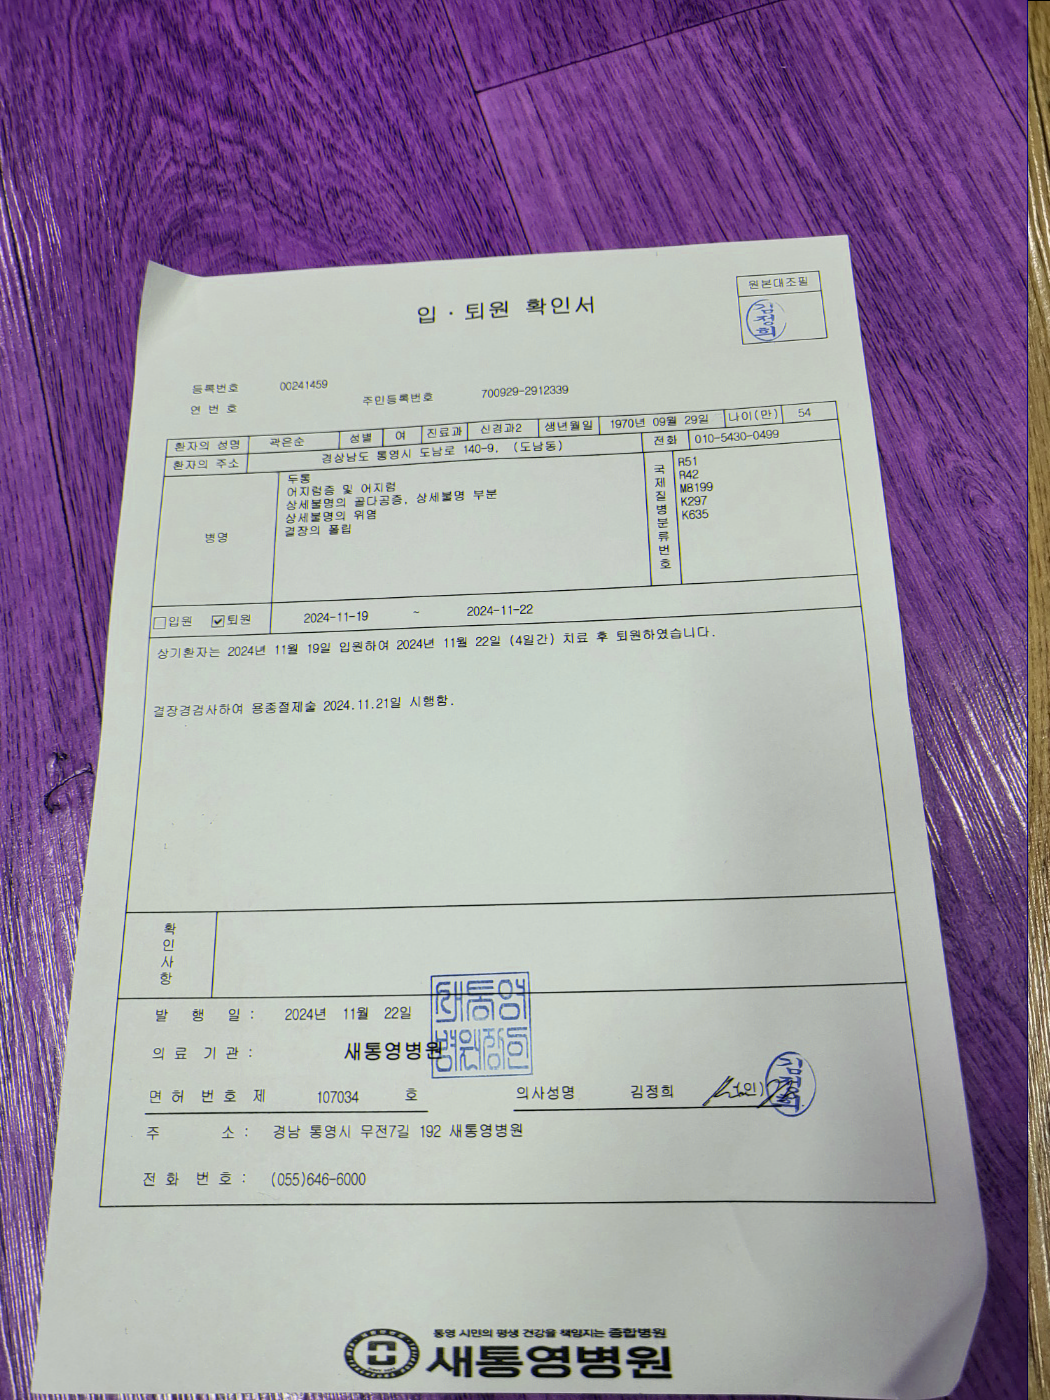 원본대조필
김정희
입 · 퇴원 확인서
등록번호 00241459
연 번 호
주민등록번호 700929-2912339
환자의 성명 곽은순 성별 여 진료과 신경과2 생년월일 1970년 09월 29일 나이(만) 54
환자의 주소 경상남도 통영시 도남로 140-9, (도남동) 전화 010-5430-0499
병명
두통
어지럼증 및 어지럼
상세불명의 골다공증, 상세불명 부분
상세불명의 위염
결장의 폴립
국제질병분류번호
R51
R42
M8199
K297
K635
입원 퇴원 2024-11-19 ~ 2024-11-22
상기환자는 2024년 11월 19일 입원하여 2024년 11월 22일 (4일간) 치료 후 퇴원하였습니다.
결장경검사하여 용종절제술 2024.11.21일 시행함.
확인사항
발 행 일 : 2024년 11월 22일
의 료 기 관 : 새통영병원
새통영병원장인
면 허 번 호 제 107034 호 의사성명 김정희 (인)
주 소 : 경남 통영시 무전7길 192 새통영병원
전 화 번 호 : (055)646-6000
통영 시민의 평생 건강을 책임지는 종합병원
새통영병원